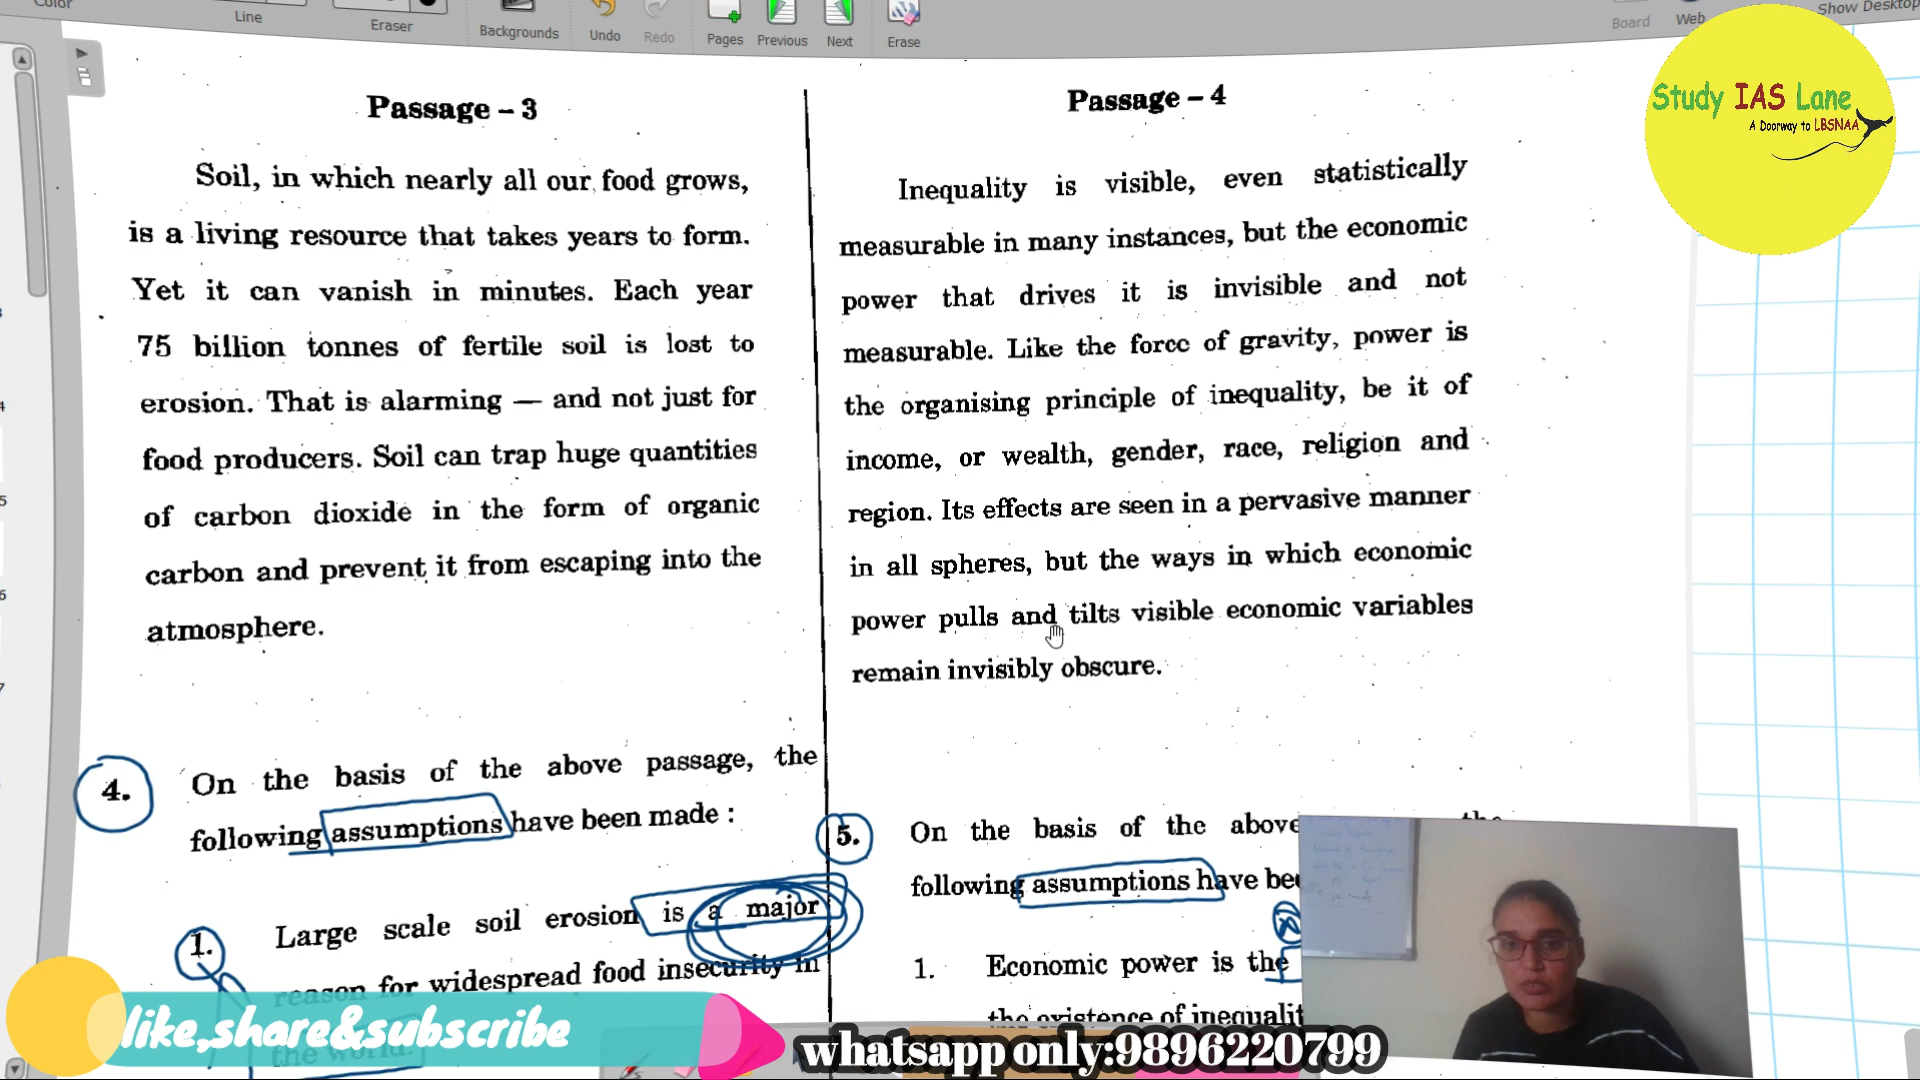 Color
Line
Eraser
Backgrounds
Undo
Redo
Pages
Previous
Next
Erase
Board
Web
Show Desktop
Study IAS Lane
A Doorway to LBSNAA
Passage – 3
Soil, in which nearly all our food grows,
is a living resource that takes years to form.
Yet it can vanish in minutes. Each year
75 billion tonnes of fertile soil is lost to
erosion. That is alarming — and not just for
food producers. Soil can trap huge quantities
of carbon dioxide in the form of organic
carbon and prevent it from escaping into the
atmosphere.
4. On the basis of the above passage, the
following assumptions have been made :
1. Large scale soil erosion is a major
reason for widespread food insecurity in
the world.
Passage – 4
Inequality is visible, even statistically
measurable in many instances, but the economic
power that drives it is invisible and not
measurable. Like the force of gravity, power is
the organising principle of inequality, be it of
income, or wealth, gender, race, religion and
region. Its effects are seen in a pervasive manner
in all spheres, but the ways in which economic
power pulls and tilts visible economic variables
remain invisibly obscure.
5. On the basis of the above
following assumptions have
1. Economic power is the
the existence of
like,share&subscribe
whatsapp only:9896220799